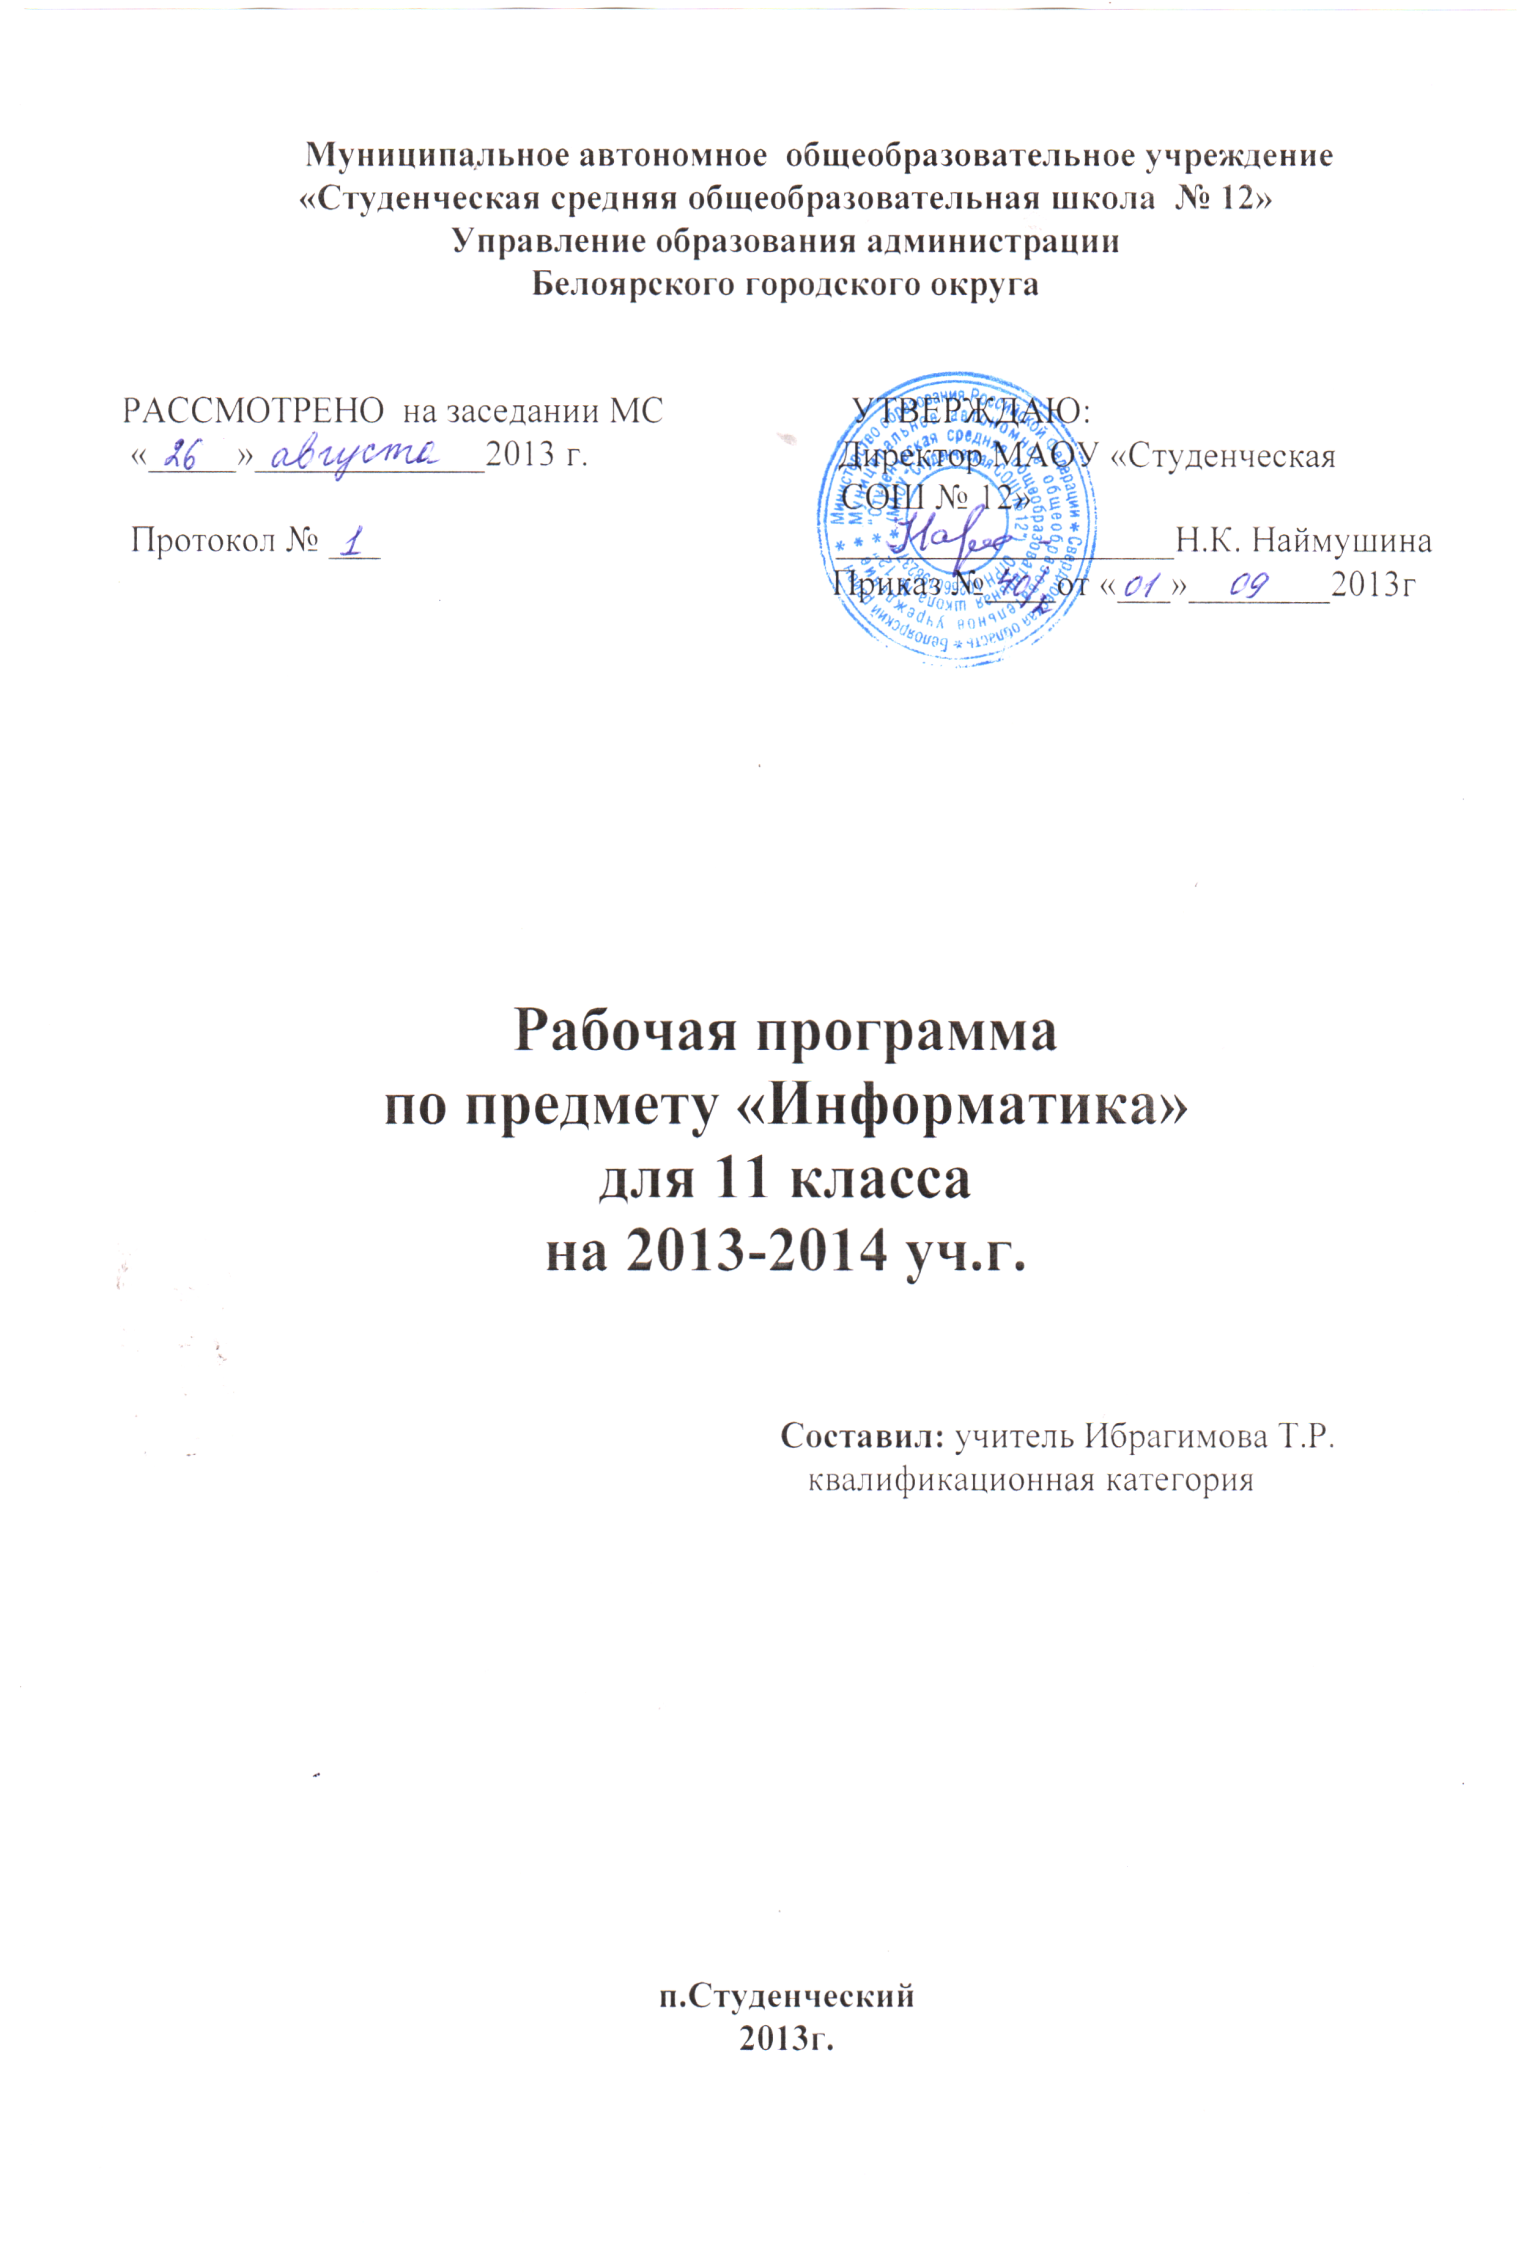 Муниципальное автономное общеобразовательное учреждение
«Студенческая средняя общеобразовательная школа № 12»
Управление образования администрации
Белоярского городского округа
РАССМОТРЕНО на заседании МС
«26» августа 2013 г.
Протокол № 1
УТВЕРЖДАЮ:
Директор МАОУ «Студенческая
СОШ № 12»
Н.К. Наймушина
Приказ № от «01» 09 2013г
Рабочая программа
по предмету «Информатика»
для 11 класса
на 2013-2014 уч.г.
Составил: учитель Ибрагимова Т.Р.
квалификационная категория
п.Студенческий
2013г.